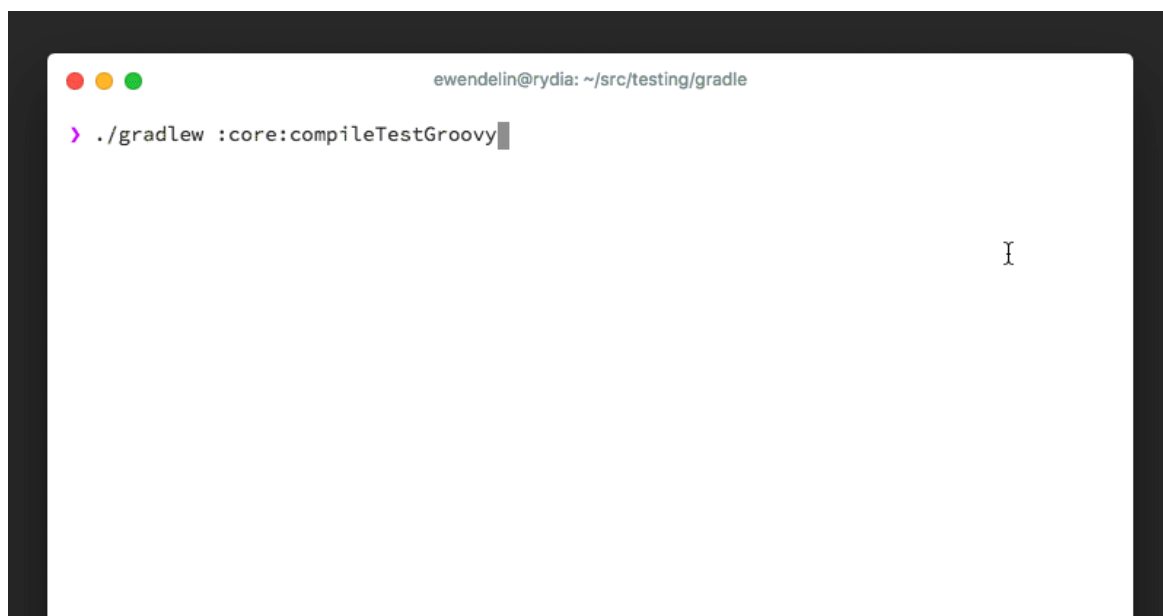 ewendelin@rydia: ~/src/testing/gradle
❯ ./gradlew :core:compileTestGroovy